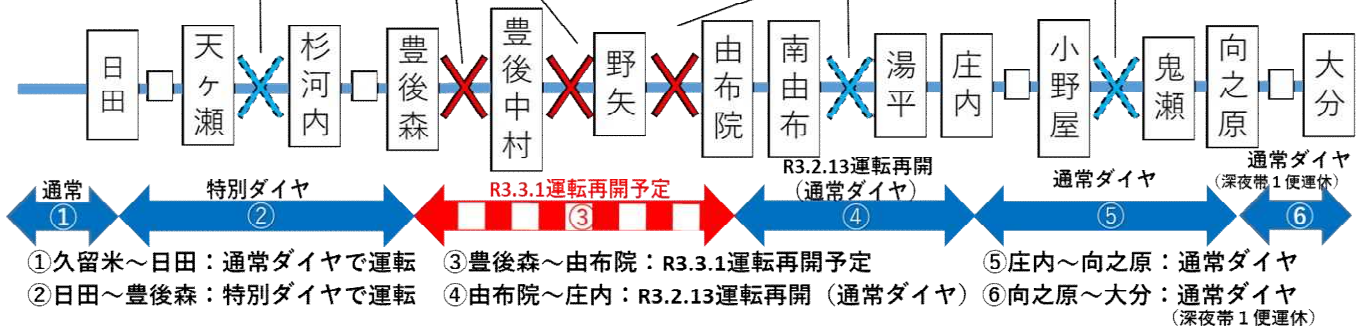 日田
天ヶ瀬
杉河内
豊後森
豊後中村
野矢
由布院
南由布
湯平
庄内
小野屋
鬼瀬
向之原
大分
通常
特別ダイヤ
R3.3.1運転再開予定
R3.2.13運転再開
（通常ダイヤ）
通常ダイヤ
通常ダイヤ
（深夜帯１便運休）
①
②
③
④
⑤
⑥
①久留米～日田：通常ダイヤで運転
③豊後森～由布院：R3.3.1運転再開予定
⑤庄内～向之原：通常ダイヤ
②日田～豊後森：特別ダイヤで運転
④由布院～庄内：R3.2.13運転再開（通常ダイヤ）
⑥向之原～大分：通常ダイヤ
（深夜帯１便運休）